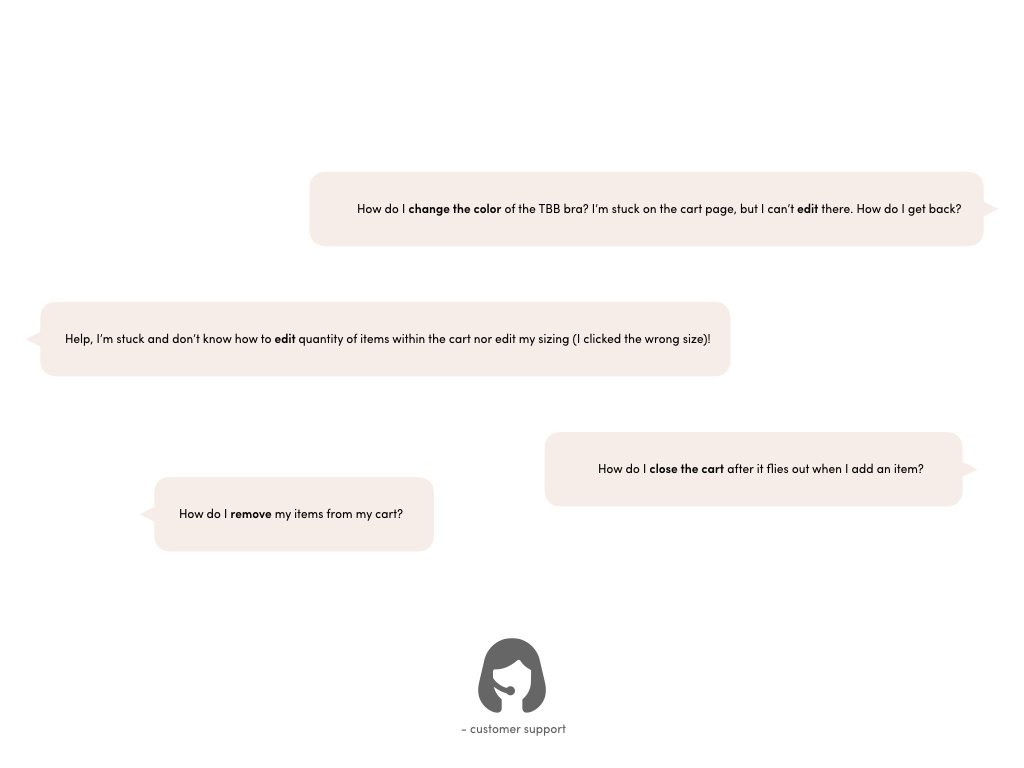 How do I change the color of the TBB bra? I’m stuck on the cart page, but I can’t edit there. How do I get back?
Help, I’m stuck and don’t know how to edit quantity of items within the cart nor edit my sizing (I clicked the wrong size)!
How do I close the cart after it flies out when I add an item?
How do I remove my items from my cart?
- customer support